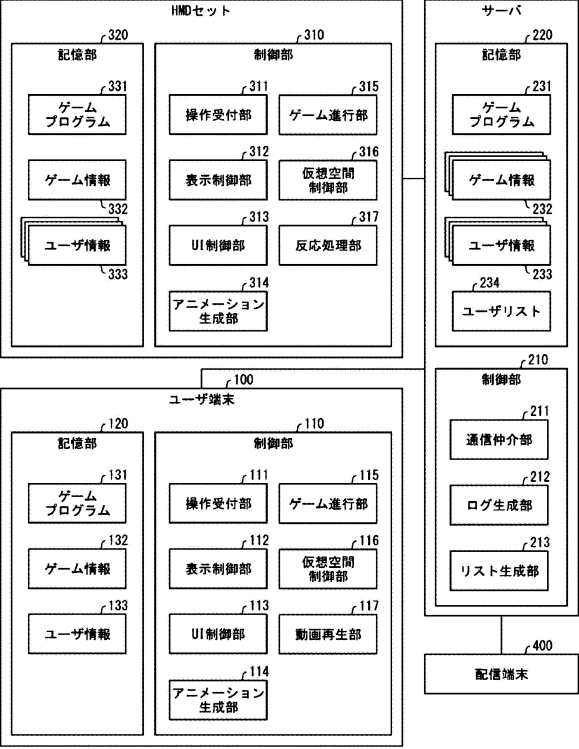 HMDセット
320
記憶部
331
ゲーム
プログラム
ゲーム情報
332
ユーザ情報
333
310
制御部
311
操作受付部
315
ゲーム進行部
312
表示制御部
316
仮想空間
制御部
313
UI制御部
317
反応処理部
314
アニメーション
生成部
サーバ
220
記憶部
231
ゲーム
プログラム
ゲーム情報
232
ユーザ情報
233
234
ユーザリスト
210
制御部
211
通信仲介部
212
ログ生成部
213
リスト生成部
100
ユーザ端末
120
記憶部
131
ゲーム
プログラム
132
ゲーム情報
133
ユーザ情報
110
制御部
111
操作受付部
115
ゲーム進行部
112
表示制御部
116
仮想空間
制御部
113
UI制御部
117
動画再生部
114
アニメーション
生成部
400
配信端末